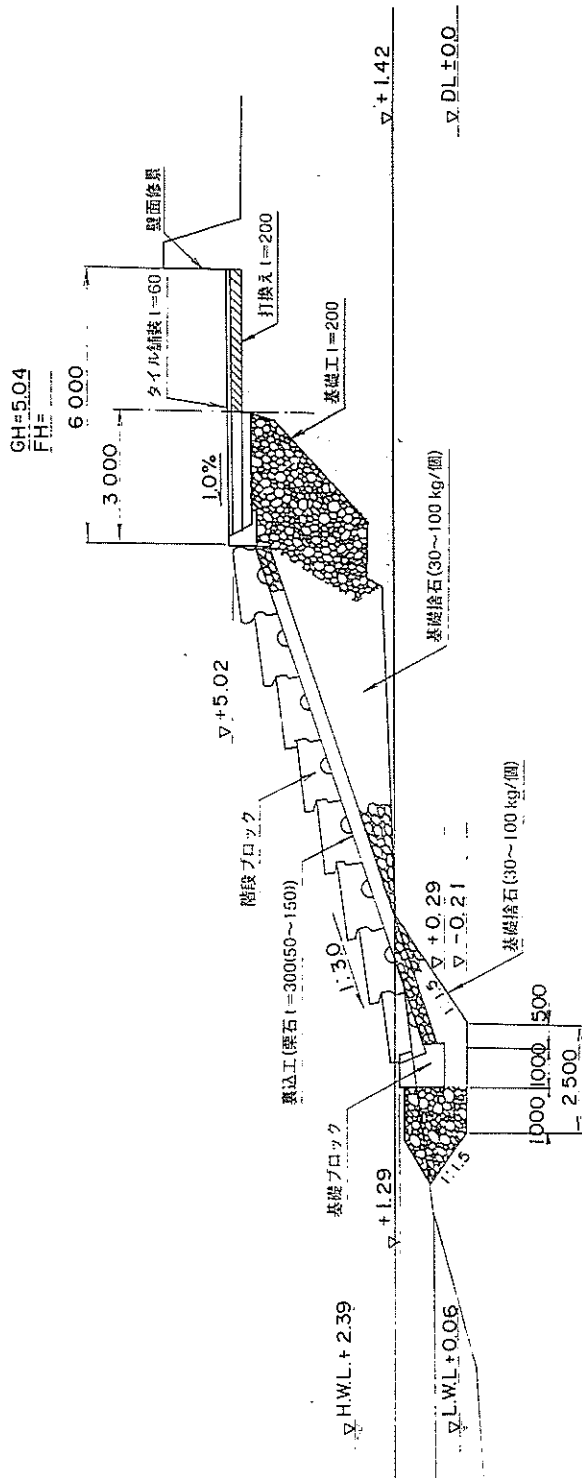 GH=5.04
FH=
6 000
3 000
壁面修景
タイル舗装 t=60
打換え t=200
1.0%
基礎工 t=200
▽+1.42
▽DL±0.0
▽+5.02
階段ブロック
裏込工(栗石 t=300(50~150))
1:3.0
基礎捨石(30~100 kg/個)
▽+0.29
▽-0.21
基礎捨石(30~100 kg/個)
1:1.5
基礎ブロック
▽+1.29
1:1.5
500
1000
1000
2 500
▽H.W.L.+2.39
▽L.W.L±0.06